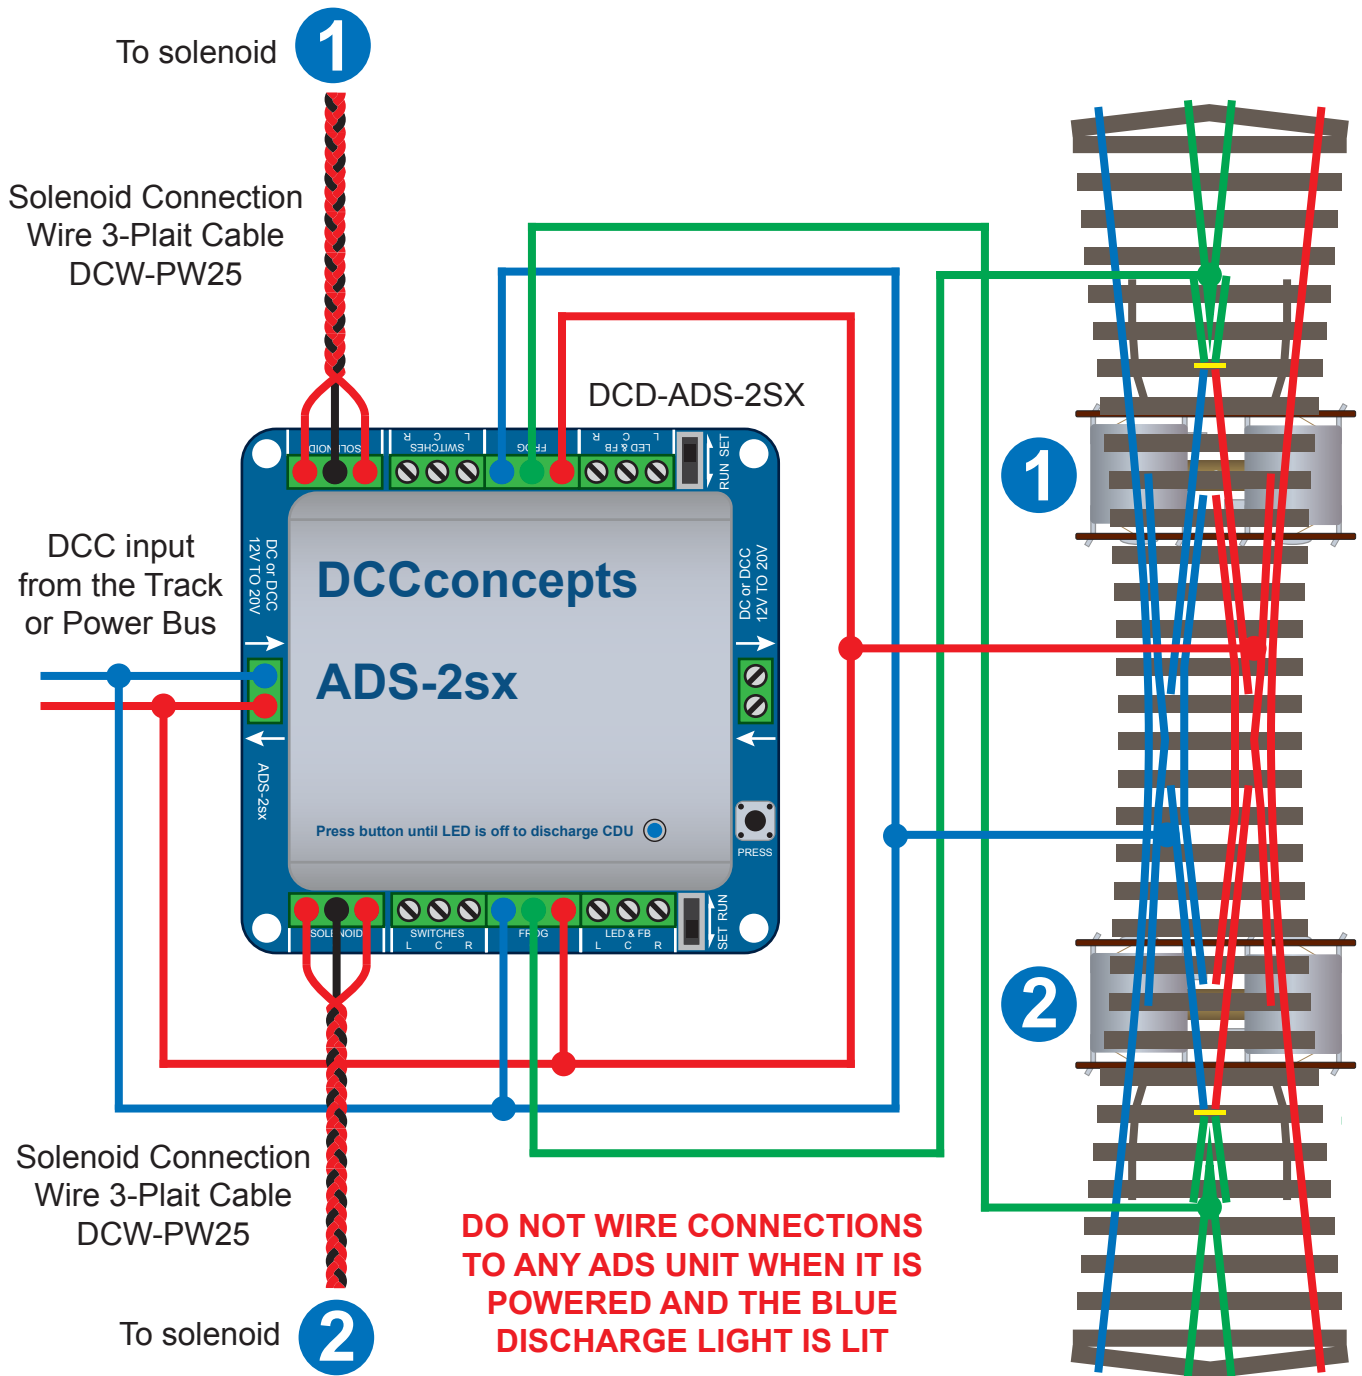 To solenoid 1
Solenoid Connection
Wire 3-Plait Cable
DCW-PW25
DCD-ADS-2SX
SOLENOID
R C L
SWITCHES
FROG
R C L
LED & FB
RUN SET
1
DCC input
from the Track
or Power Bus
DC or DCC
12V TO 20V
DCCconcepts
ADS-2sx
DC or DCC
12V TO 20V
ADS-2sx
Press button until LED is off to discharge CDU
PRESS
SOLENOID
SWITCHES
L C R
FROG
LED & FB
L C R
SET RUN
2
Solenoid Connection
Wire 3-Plait Cable
DCW-PW25
To solenoid 2
DO NOT WIRE CONNECTIONS
TO ANY ADS UNIT WHEN IT IS
POWERED AND THE BLUE
DISCHARGE LIGHT IS LIT